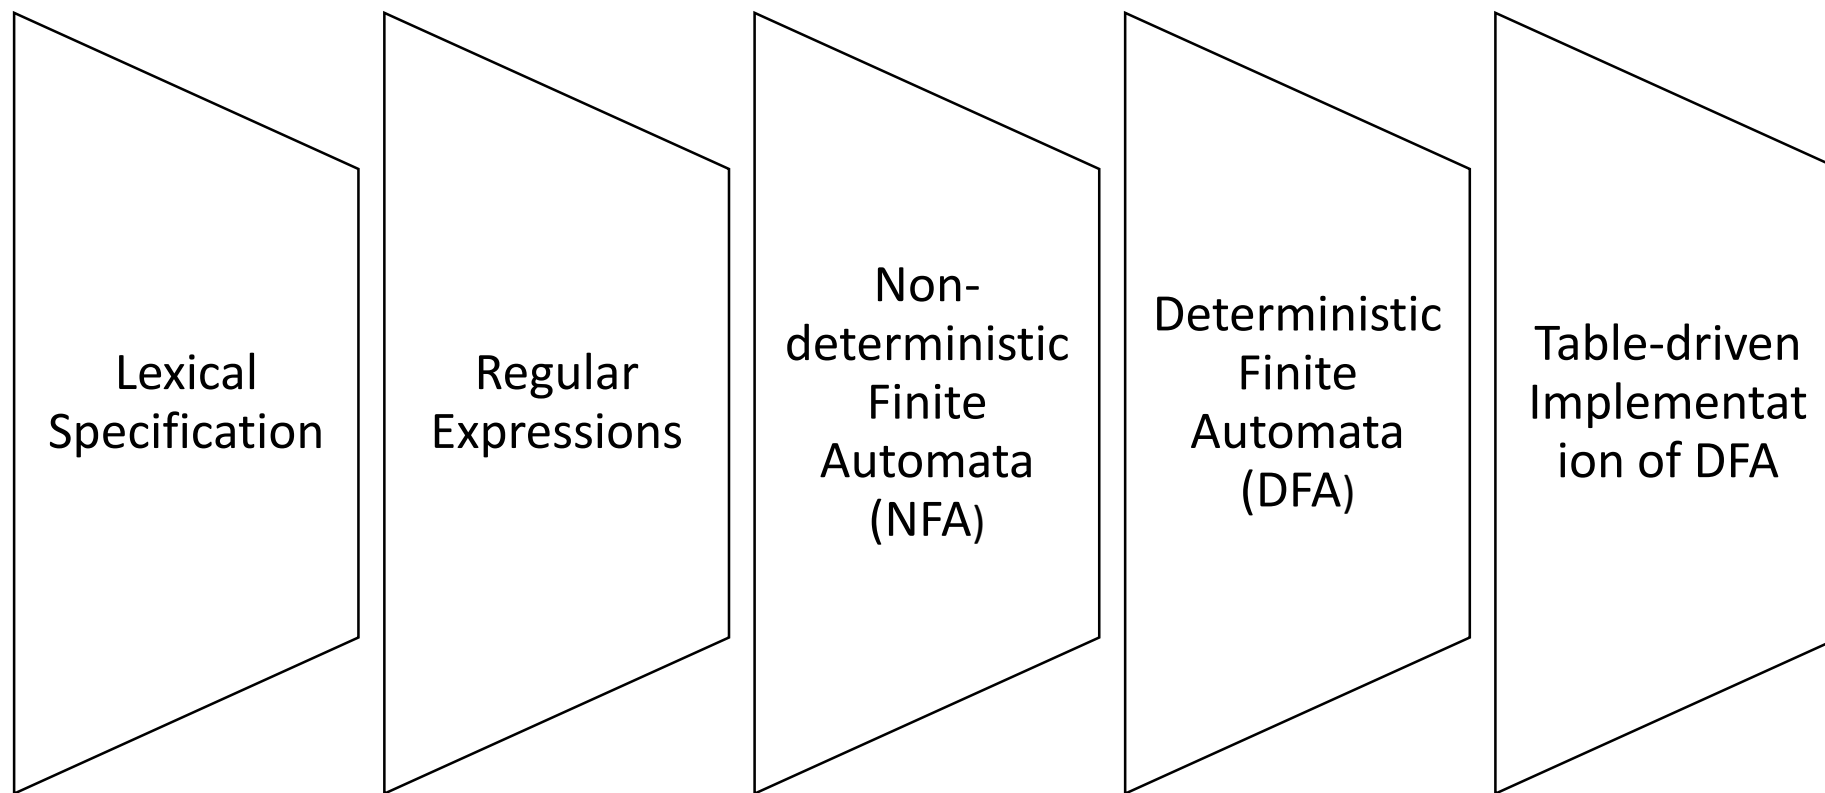 Lexical
Specification
Regular
Expressions
Non-
deterministic
Finite
Automata
(NFA)
Deterministic
Finite
Automata
(DFA)
Table-driven
Implementat
ion of DFA